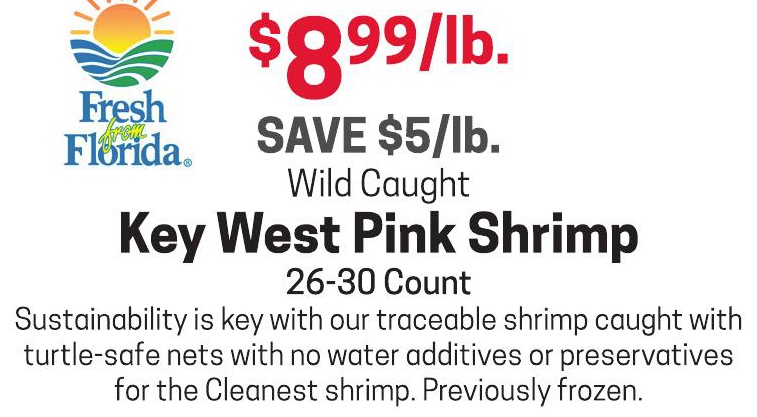 Fresh
from
Florida®
$8.99/lb.
SAVE $5/lb.
Wild Caught
Key West Pink Shrimp
26-30 Count
Sustainability is key with our traceable shrimp caught with
turtle-safe nets with no water additives or preservatives
for the Cleanest shrimp. Previously frozen.